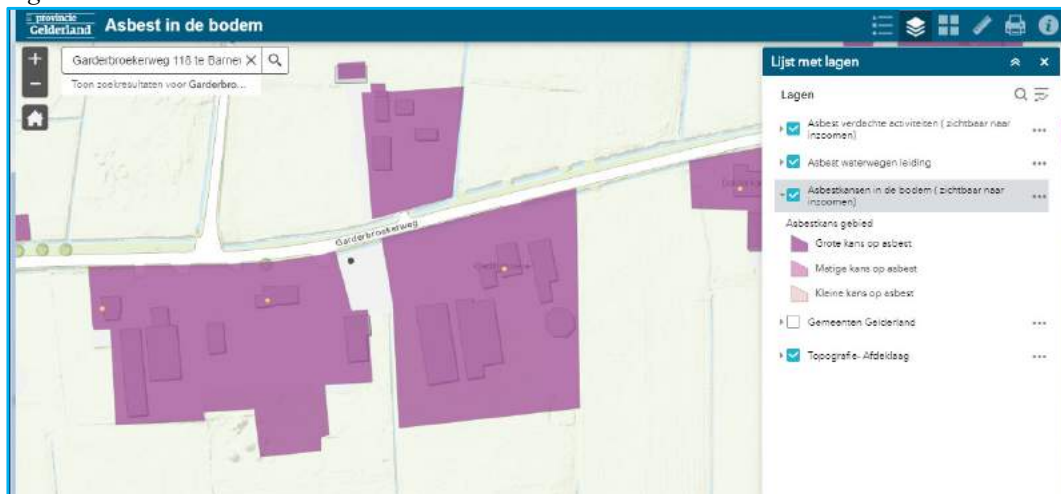 provincie
Gelderland
Asbest in de bodem
Garderbroekerweg 118 te Barne
Toon zoekresultaten voor Garderbro...
Garderbroekerweg
Lijst met lagen
Lagen
Asbest verdachte activiteiten ( zichtbaar naar
inzoomen)
Asbest waterwegen leiding
Asbestkansen in de bodem ( zichtbaar naar
inzoomen)
Asbestkans gebied
Grote kans op asbest
Matige kans op asbest
Kleine kans op asbest
Gemeenten Gelderland
Topografie- Afdeklaag